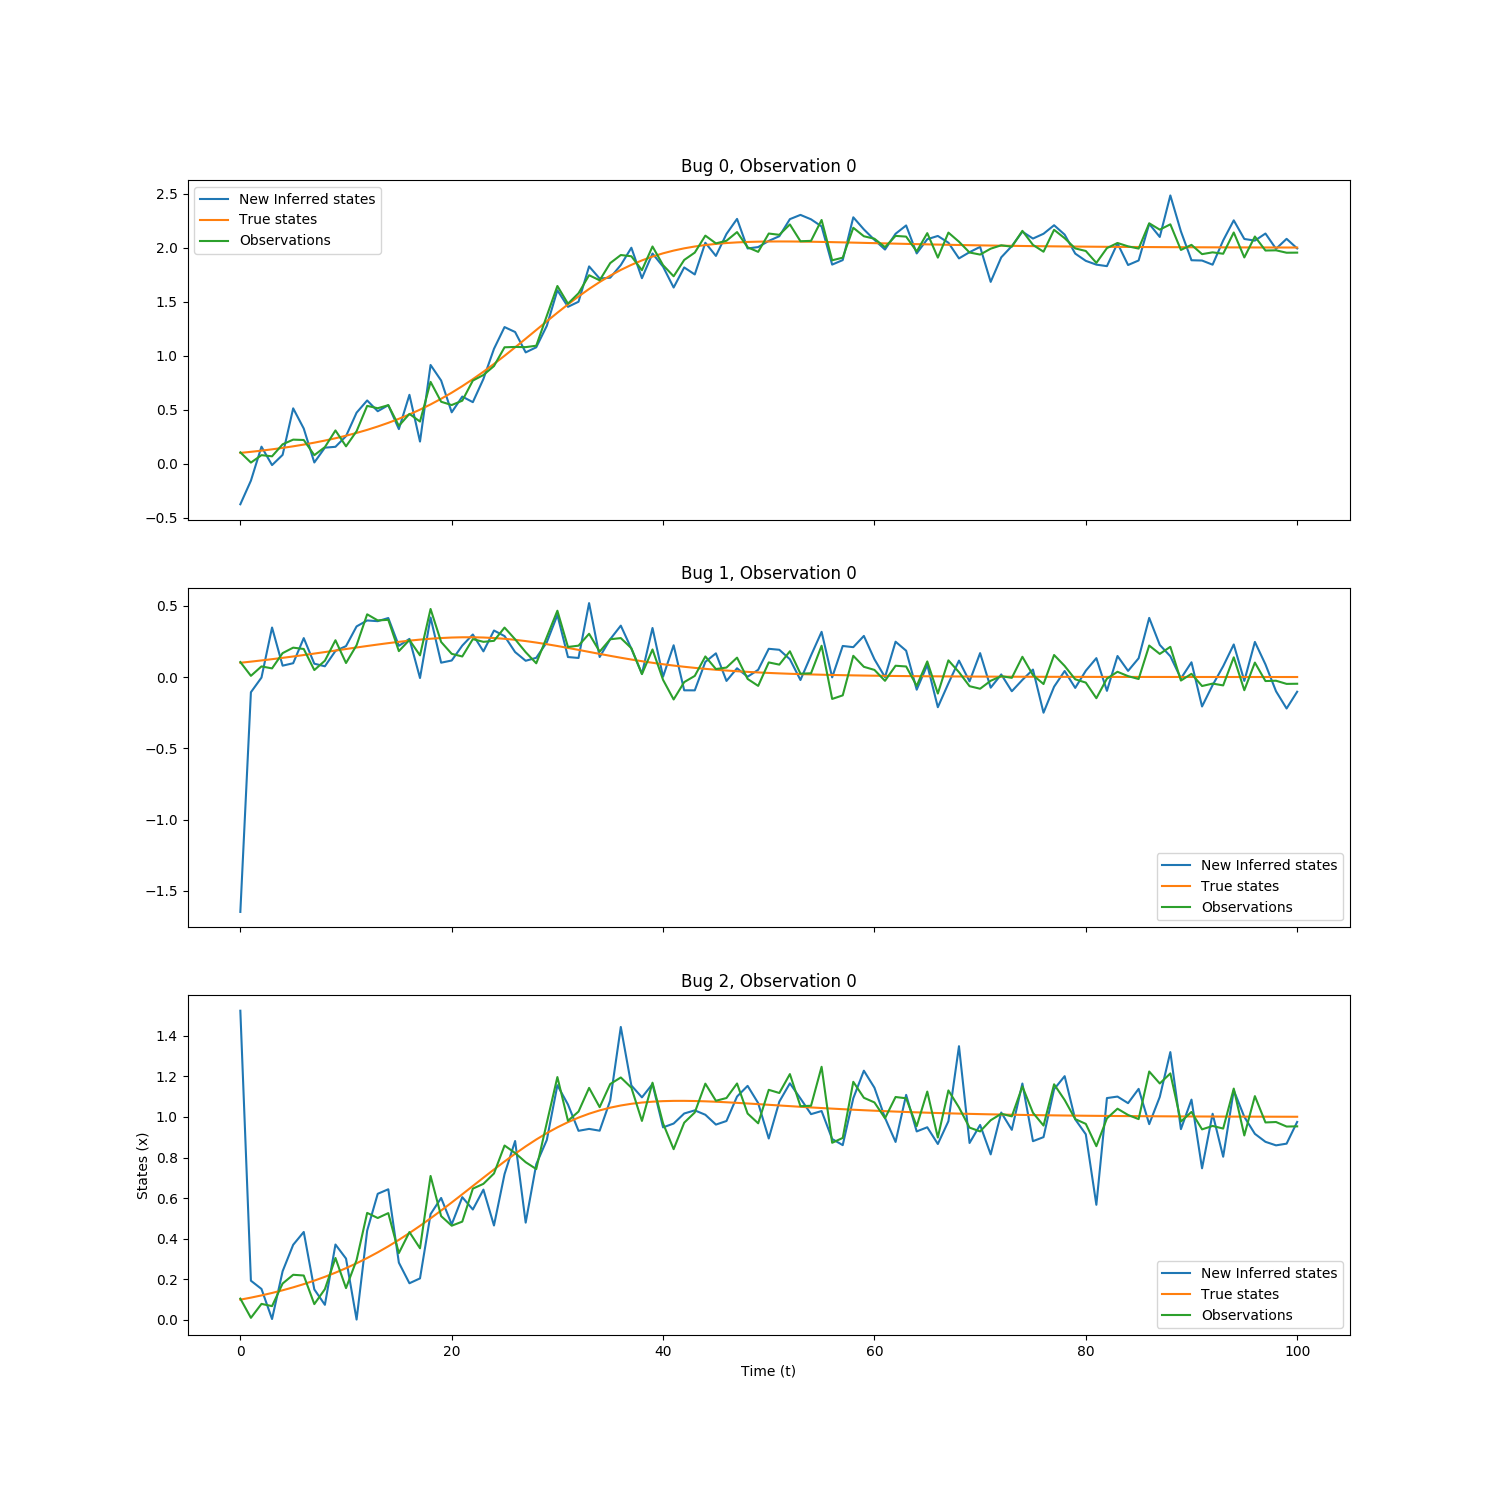 Bug 0, Observation 0
2.5
2.0
1.5
1.0
0.5
0.0
−0.5
New Inferred states
True states
Observations
Bug 1, Observation 0
0.5
0.0
−0.5
−1.0
−1.5
New Inferred states
True states
Observations
Bug 2, Observation 0
States (x)
1.4
1.2
1.0
0.8
0.6
0.4
0.2
0.0
New Inferred states
True states
Observations
0 20 40 60 80 100
Time (t)